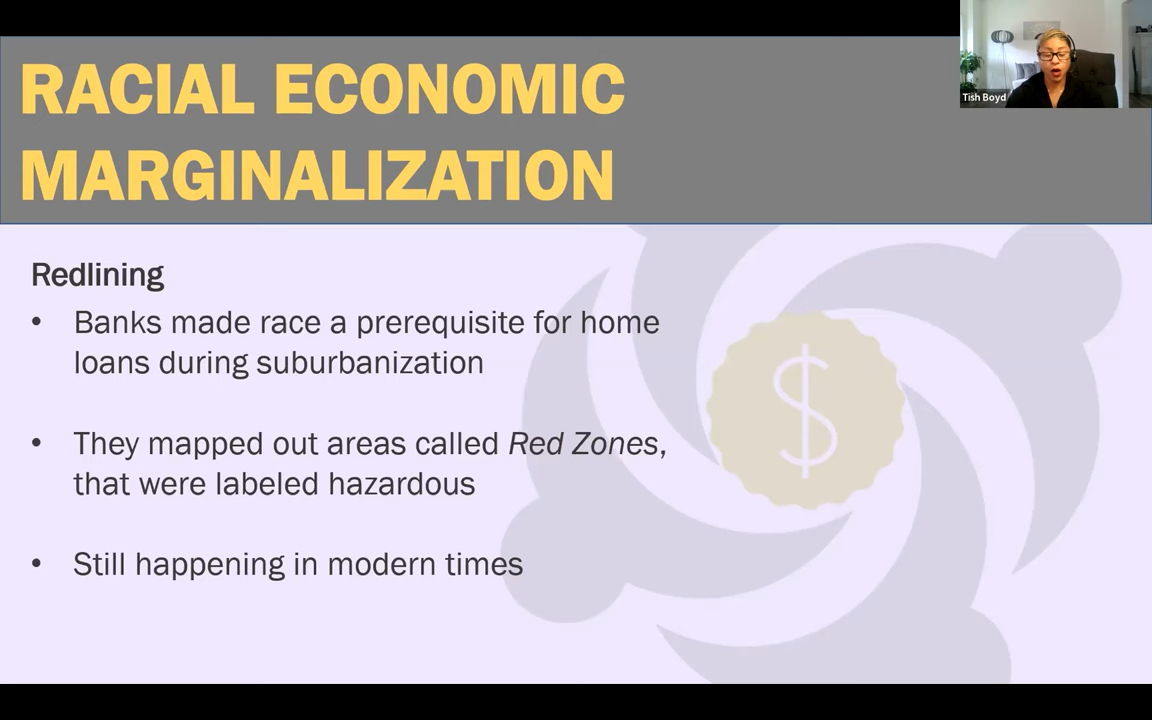 RACIAL ECONOMIC
MARGINALIZATION
Tish Boyd
Redlining
• Banks made race a prerequisite for home
loans during suburbanization
• They mapped out areas called Red Zones,
that were labeled hazardous
• Still happening in modern times
$